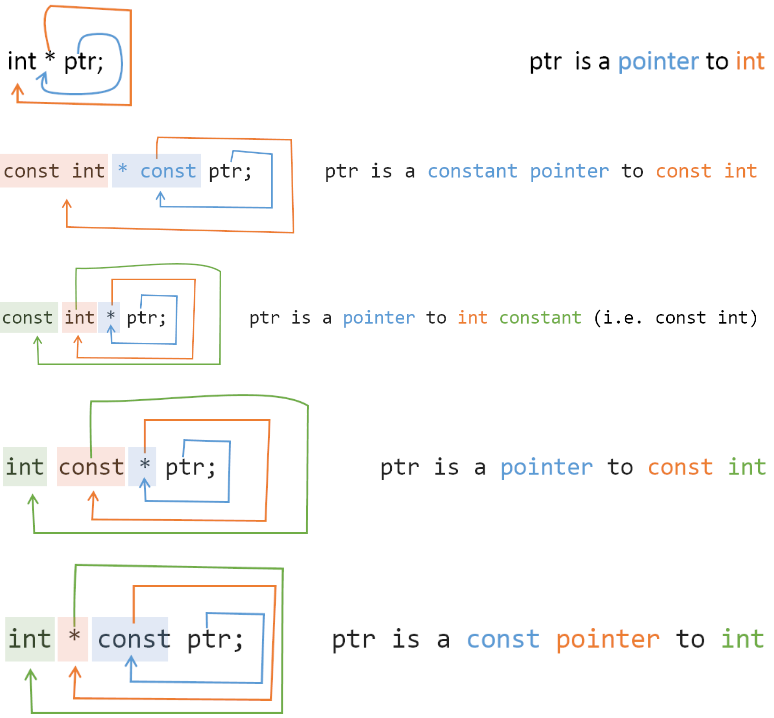 int * ptr; ptr is a pointer to int
const int * const ptr; ptr is a constant pointer to const int
const int * ptr; ptr is a pointer to int constant (i.e. const int)
int const * ptr; ptr is a pointer to const int
int * const ptr; ptr is a const pointer to int